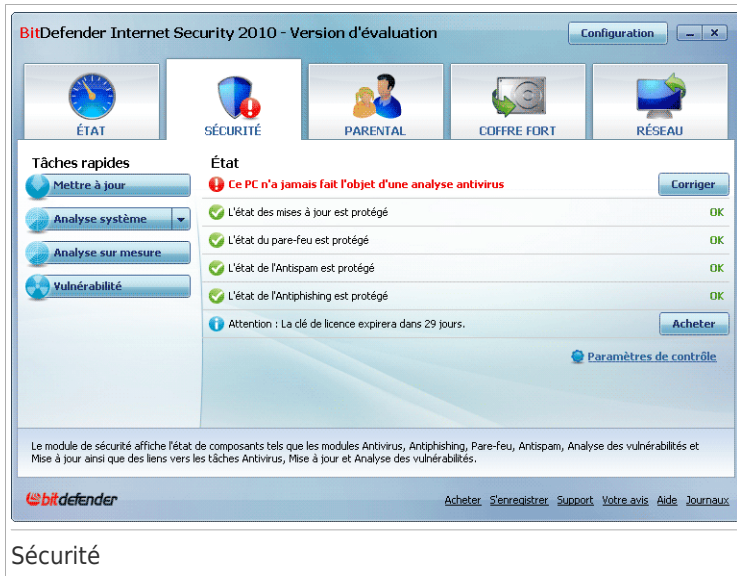 BitDefender Internet Security 2010 - Version d'évaluation
Configuration
ÉTAT
SÉCURITÉ
PARENTAL
COFFRE FORT
RÉSEAU
Tâches rapides
Mettre à jour
Analyse système
Analyse sur mesure
Vulnérabilité
État
Ce PC n'a jamais fait l'objet d'une analyse antivirus
Corriger
L'état des mises à jour est protégé
OK
L'état du pare-feu est protégé
OK
L'état de l'Antispam est protégé
OK
L'état de l'Antiphishing est protégé
OK
Attention : La clé de licence expirera dans 29 jours.
Acheter
Paramètres de contrôle
Le module de sécurité affiche l'état de composants tels que les modules Antivirus, Antiphishing, Pare-feu, Antispam, Analyse des vulnérabilités et
Mise à jour ainsi que des liens vers les tâches Antivirus, Mise à jour et Analyse des vulnérabilités.
bitdefender
Acheter S'enregistrer Support Votre avis Aide Journaux
Sécurité